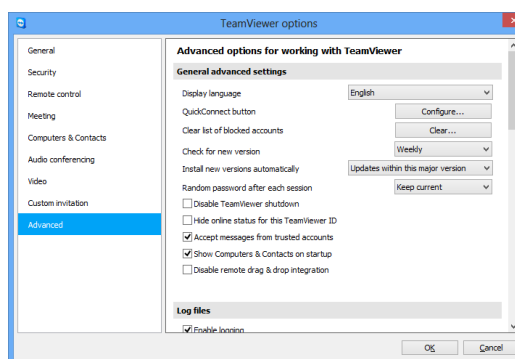 TeamViewer options
General
Security
Remote control
Meeting
Computers & Contacts
Audio conferencing
Video
Custom invitation
Advanced
Advanced options for working with TeamViewer
General advanced settings
Display language English
QuickConnect button Configure...
Clear list of blocked accounts Clear...
Check for new version Weekly
Install new versions automatically Updates within this major version
Random password after each session Keep current
Disable TeamViewer shutdown
Hide online status for this TeamViewer ID
Accept messages from trusted accounts
Show Computers & Contacts on startup
Disable remote drag & drop integration
Log files
Enable logging
OK Cancel